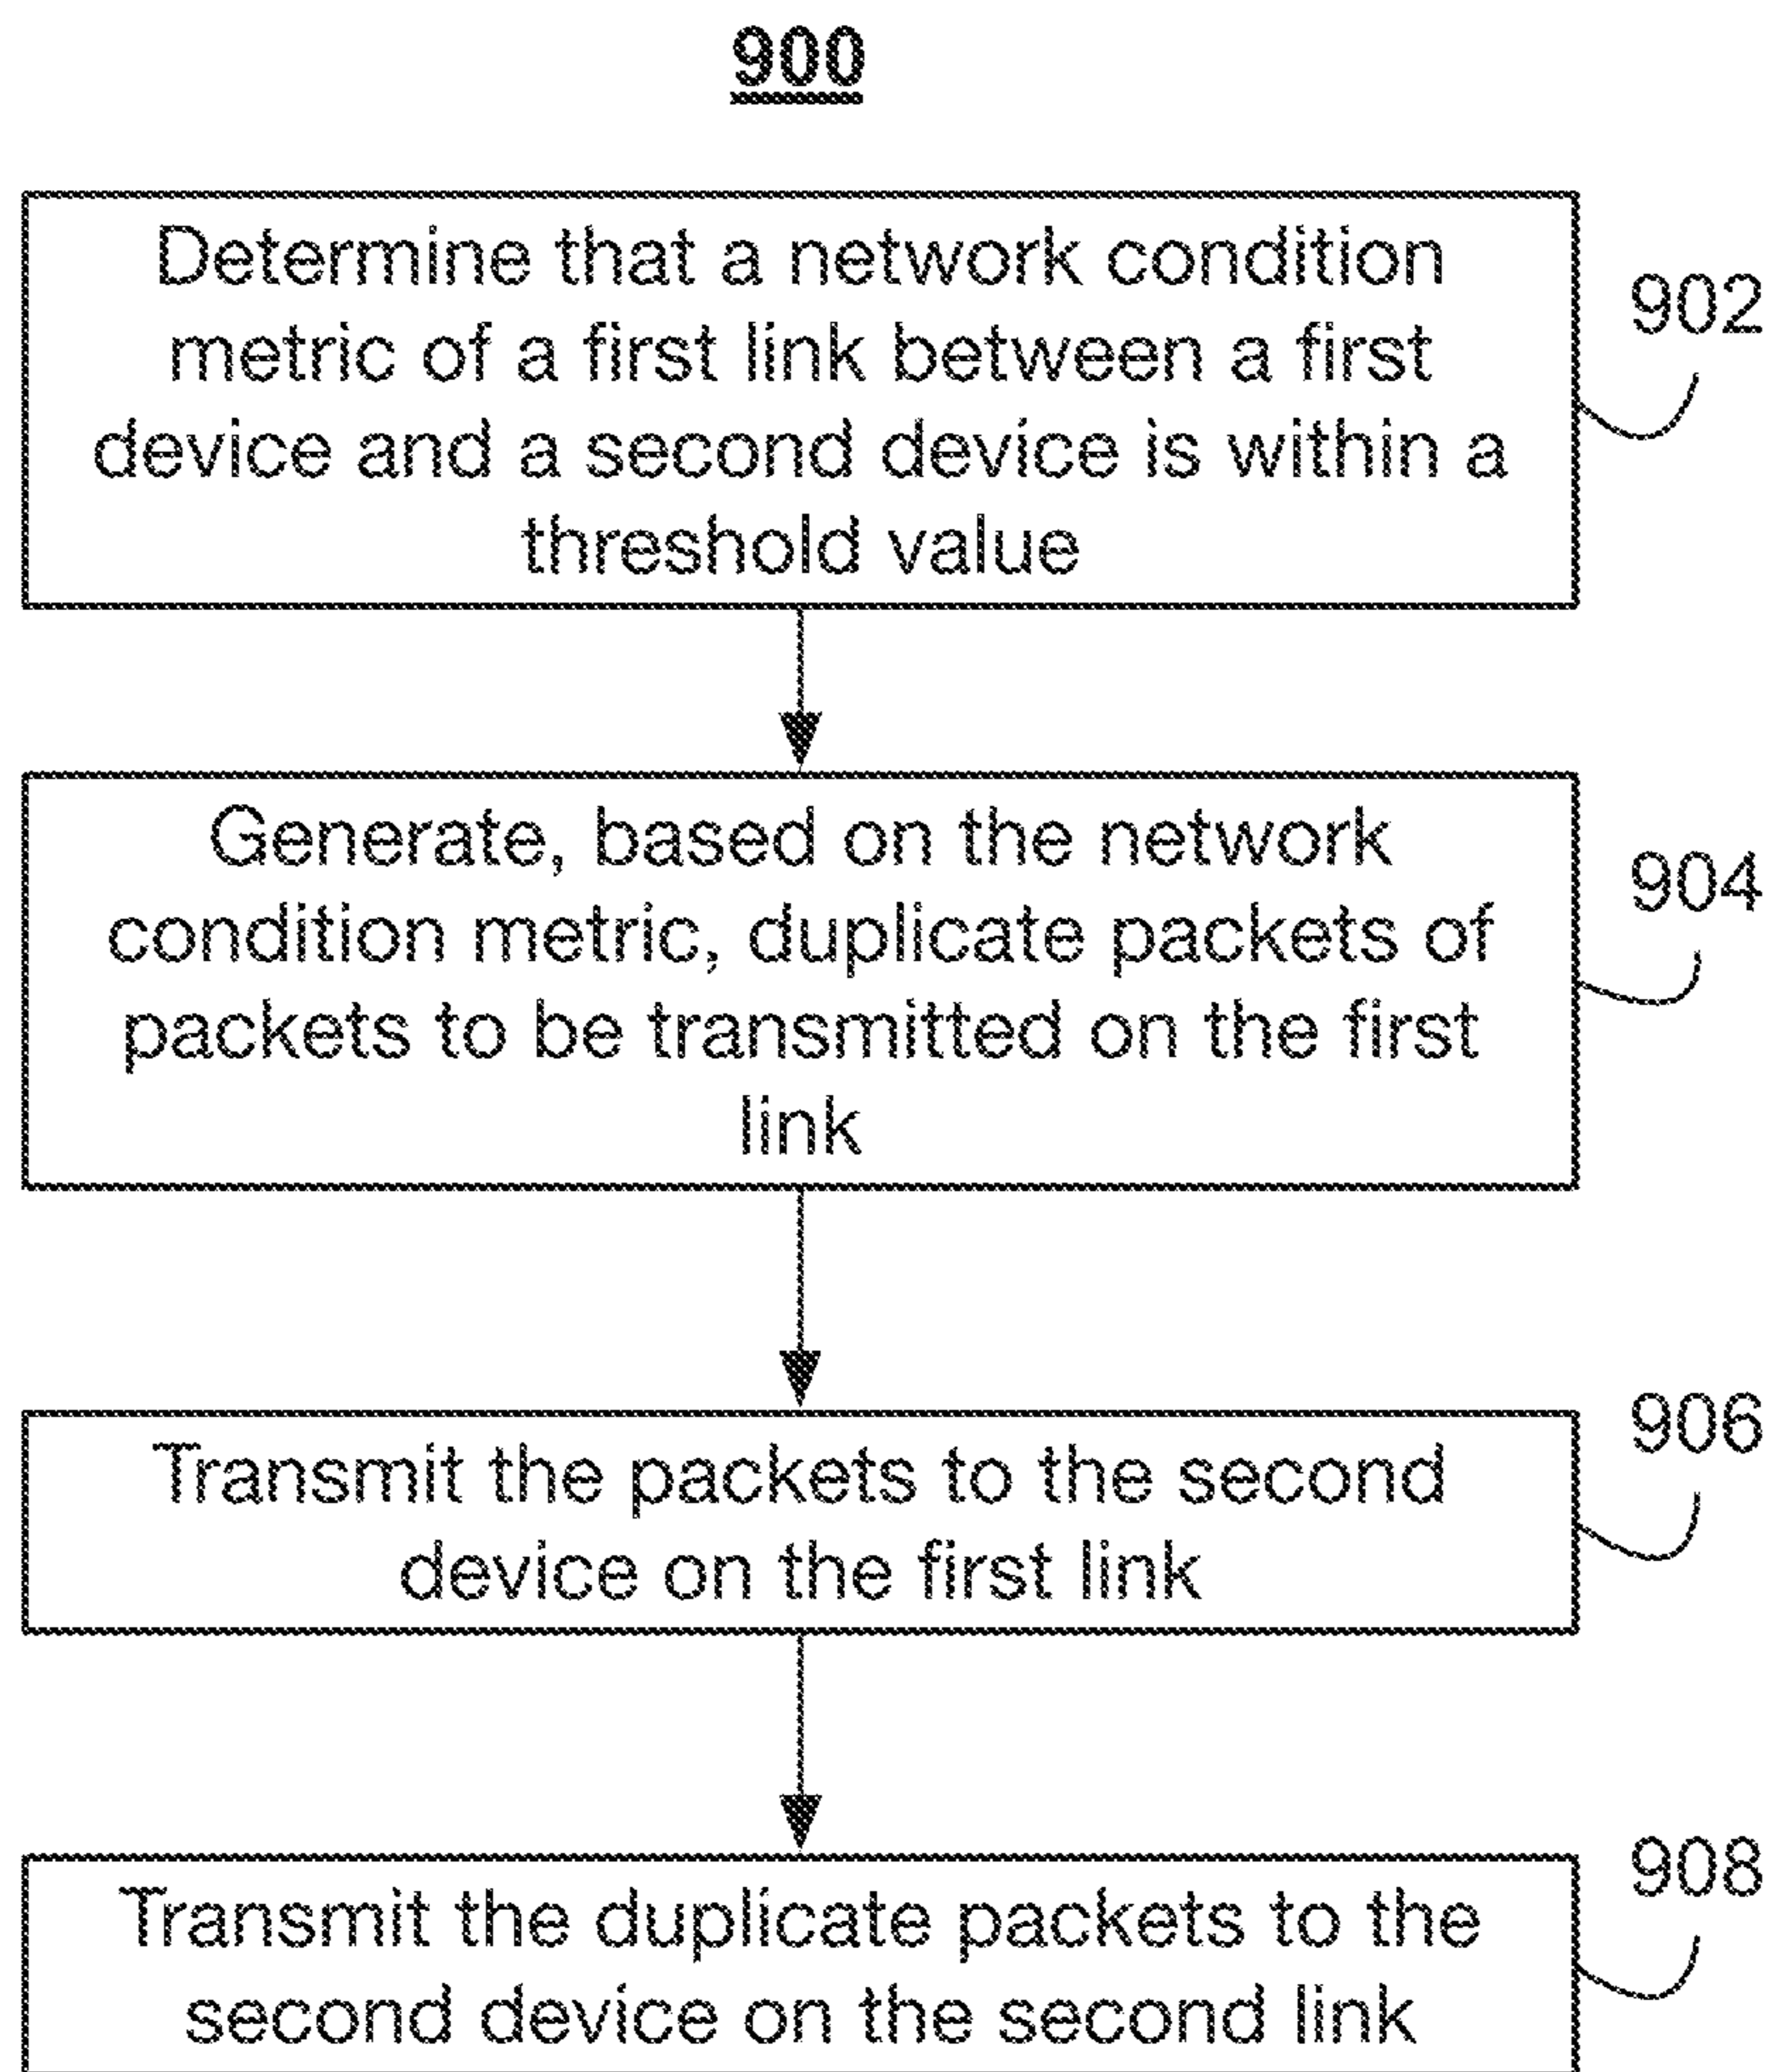 900
Determine that a network condition
metric of a first link between a first
device and a second device is within a
threshold value
902
Generate, based on the network
condition metric, duplicate packets of
packets to be transmitted on the first
link
904
Transmit the packets to the second
device on the first link
906
Transmit the duplicate packets to the
second device on the second link
908